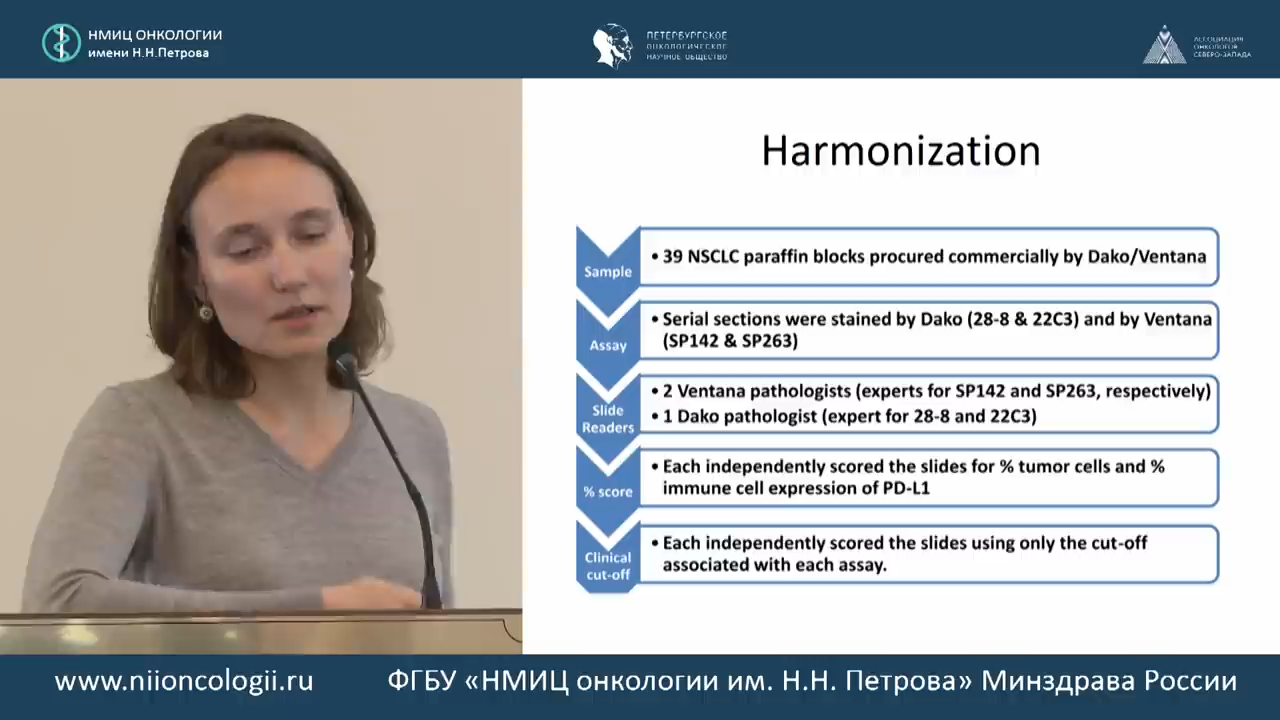 НМИЦ ОНКОЛОГИИ
имени Н.Н.Петрова
ПЕТЕРБУРГСКОЕ
ОНКОЛОГИЧЕСКОЕ
НАУЧНОЕ ОБЩЕСТВО
АССОЦИАЦИЯ
ОНКОЛОГОВ
СЕВЕРО-ЗАПАДА
Harmonization
Sample
• 39 NSCLC paraffin blocks procured commercially by Dako/Ventana
Assay
• Serial sections were stained by Dako (28-8 & 22C3) and by Ventana
(SP142 & SP263)
Slide
Readers
• 2 Ventana pathologists (experts for SP142 and SP263, respectively)
• 1 Dako pathologist (expert for 28-8 and 22C3)
% score
• Each independently scored the slides for % tumor cells and %
immune cell expression of PD-L1
Clinical
cut-off
• Each independently scored the slides using only the cut-off
associated with each assay.
www.niioncologii.ru
ФГБУ «НМИЦ онкологии им. Н.Н. Петрова» Минздрава России